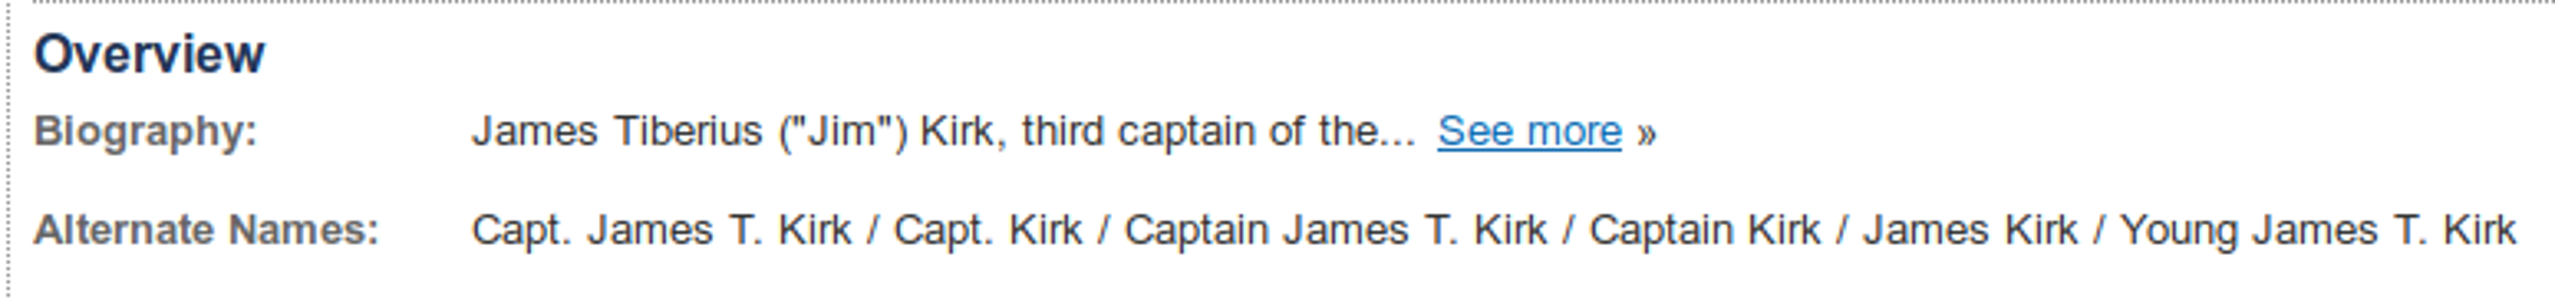 Overview
Biography: James Tiberius ("Jim") Kirk, third captain of the... See more »
Alternate Names: Capt. James T. Kirk / Capt. Kirk / Captain James T. Kirk / Captain Kirk / James Kirk / Young James T. Kirk